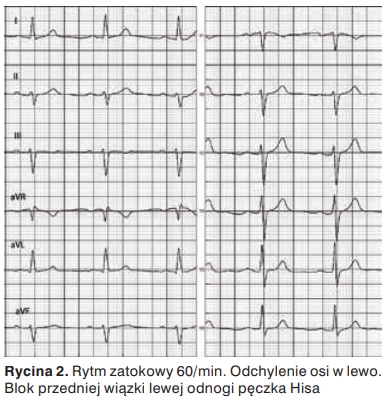 I
II
III
aVR
aVL
aVF
Rycina 2. Rytm zatokowy 60/min. Odchylenie osi w lewo.
Blok przedniej wiązki lewej odnogi pęczka Hisa